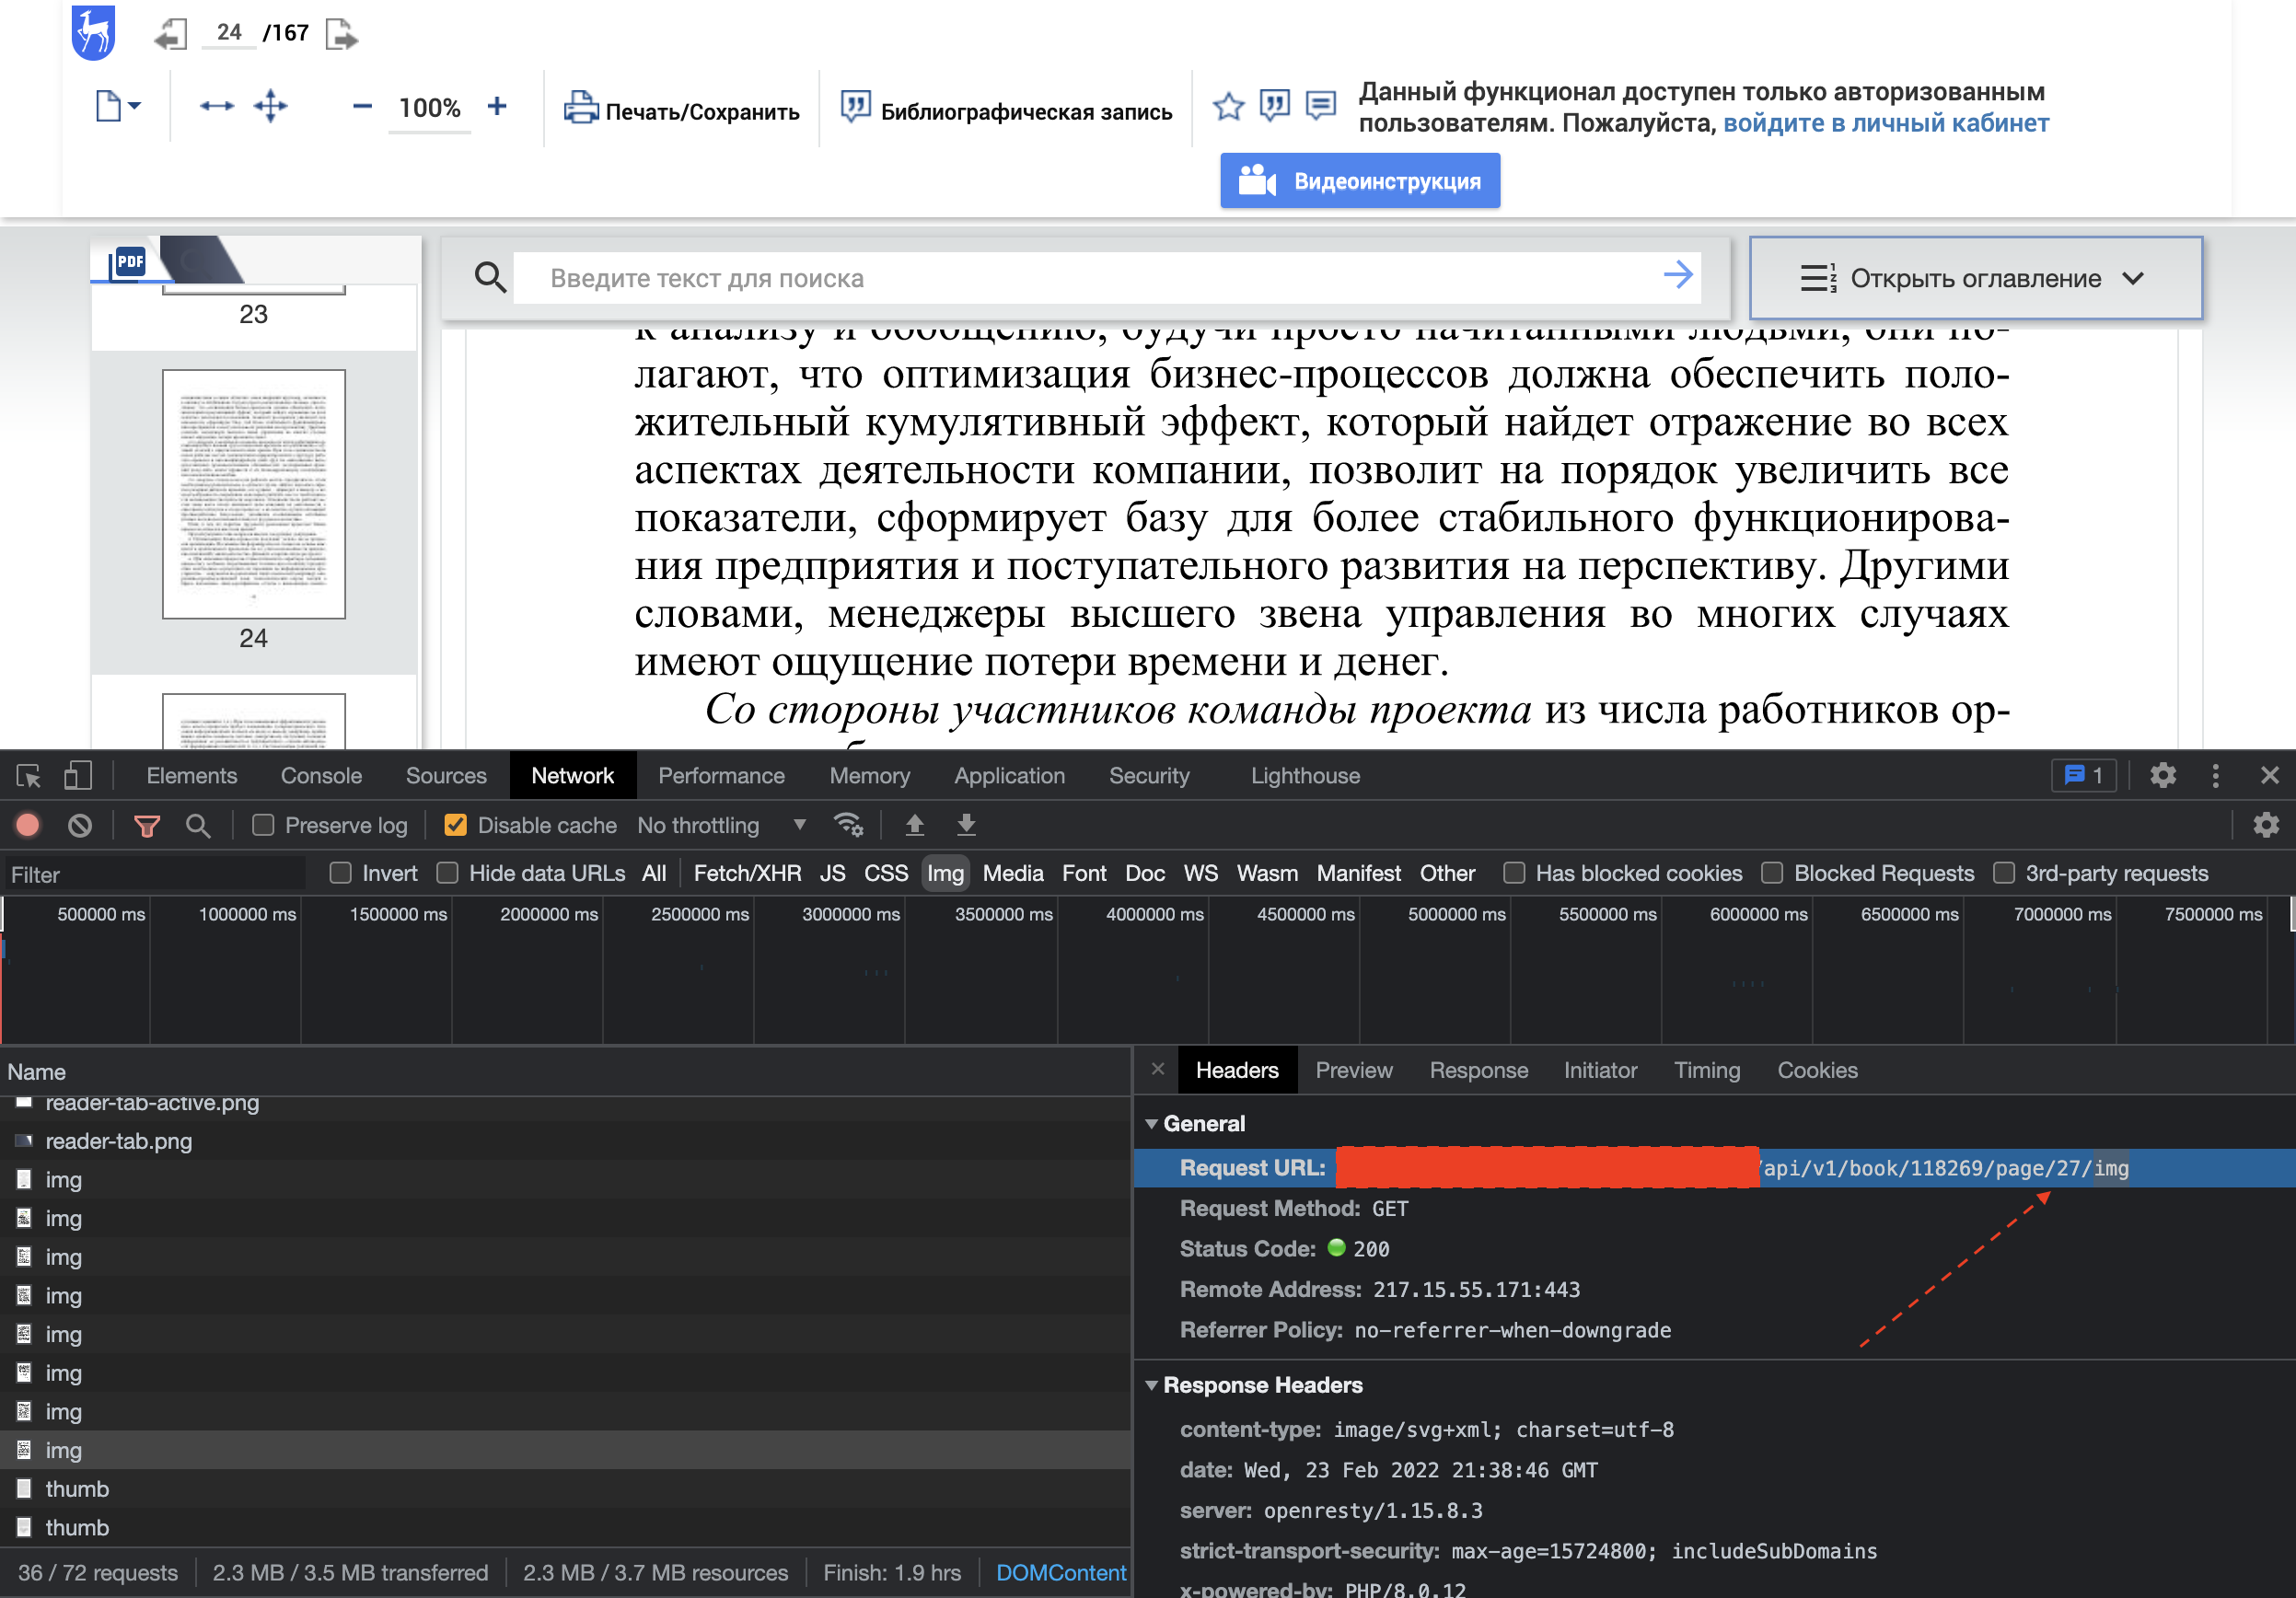 24 /167
100%
Печать/Сохранить
Библиографическая запись
Данный функционал доступен только авторизованным
пользователям. Пожалуйста, войдите в личный кабинет
Видеоинструкция
PDF
23
24
Введите текст для поиска
Открыть оглавление
к анализу и обобщению, будучи просто начитанными людьми, они по-
лагают, что оптимизация бизнес-процессов должна обеспечить поло-
жительный кумулятивный эффект, который найдет отражение во всех
аспектах деятельности компании, позволит на порядок увеличить все
показатели, сформирует базу для более стабильного функционирова-
ния предприятия и поступательного развития на перспективу. Другими
словами, менеджеры высшего звена управления во многих случаях
имеют ощущение потери времени и денег.
Со стороны участников команды проекта из числа работников ор-
Elements Console Sources Network Performance Memory Application Security Lighthouse 1
Preserve log Disable cache No throttling
Filter Invert Hide data URLs All Fetch/XHR JS CSS Img Media Font Doc WS Wasm Manifest Other Has blocked cookies Blocked Requests 3rd-party requests
500000 ms 1000000 ms 1500000 ms 2000000 ms 2500000 ms 3000000 ms 3500000 ms 4000000 ms 4500000 ms 5000000 ms 5500000 ms 6000000 ms 6500000 ms 7000000 ms 7500000 ms
Name
reader-tab-active.png
reader-tab.png
img
img
img
img
img
img
img
img
thumb
thumb
36 / 72 requests 2.3 MB / 3.5 MB transferred 2.3 MB / 3.7 MB resources Finish: 1.9 hrs DOMContent
Headers Preview Response Initiator Timing Cookies
General
Request URL: /api/v1/book/118269/page/27/img
Request Method: GET
Status Code: 200
Remote Address: 217.15.55.171:443
Referrer Policy: no-referrer-when-downgrade
Response Headers
content-type: image/svg+xml; charset=utf-8
date: Wed, 23 Feb 2022 21:38:46 GMT
server: openresty/1.15.8.3
strict-transport-security: max-age=15724800; includeSubDomains
x-powered-by: PHP/8.0.12